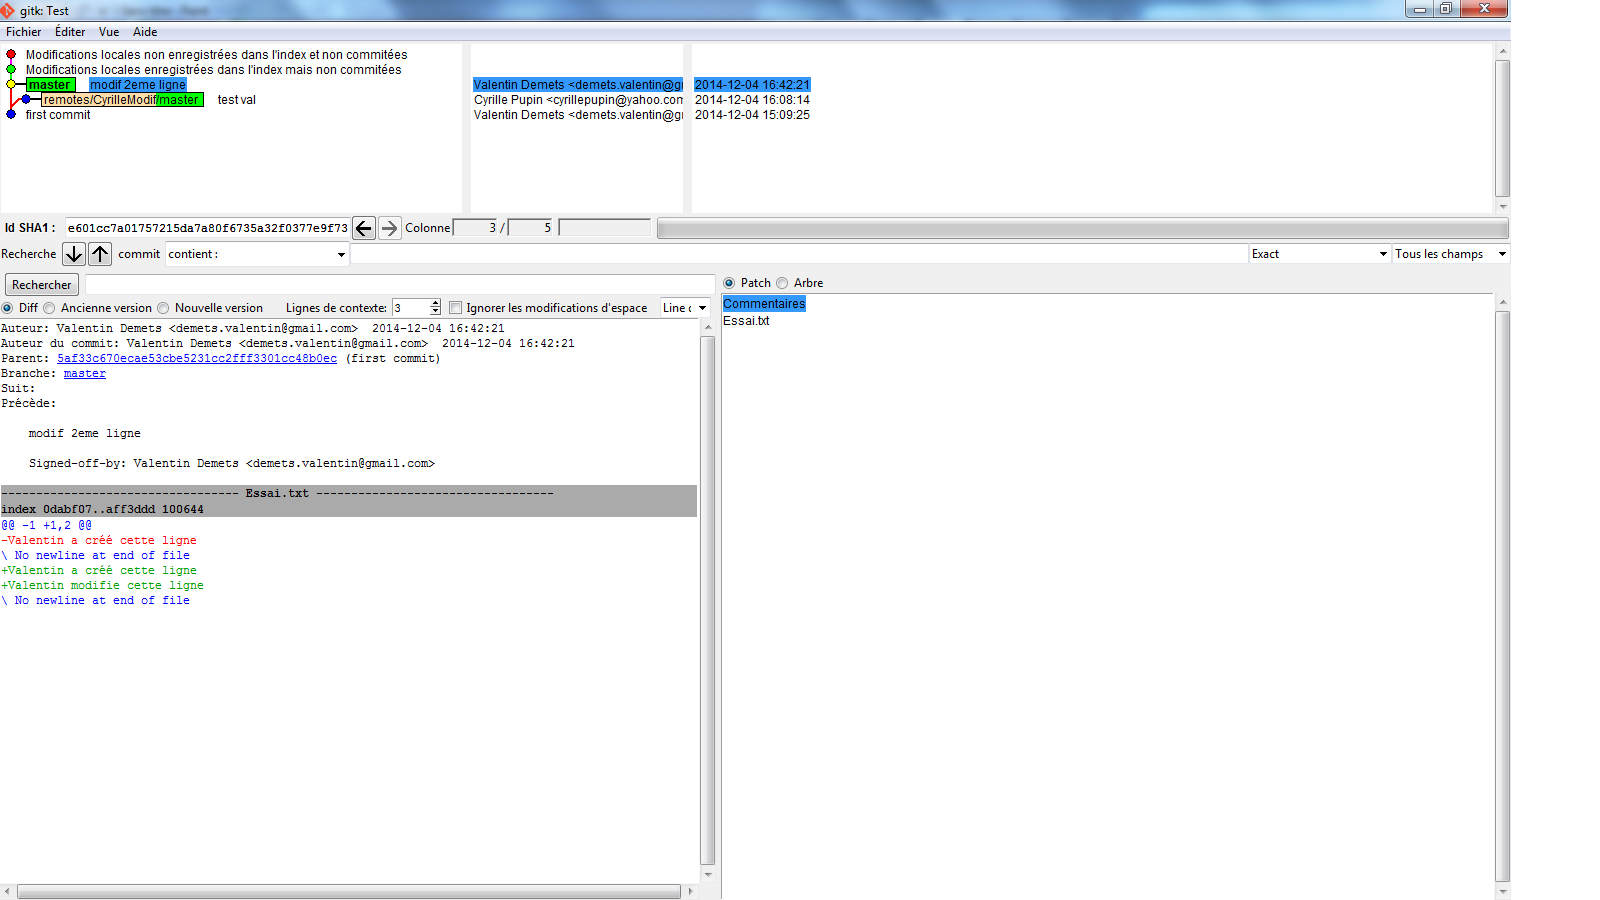 gitk: Test
Fichier Éditer Vue Aide
Modifications locales non enregistrées dans l'index et non commitées
Modifications locales enregistrées dans l'index mais non commitées
master modif 2eme ligne Valentin Demets <demets.valentin@g 2014-12-04 16:42:21
remotes/CyrilleModif/master test val Cyrille Pupin <cyrillepupin@yahoo.com 2014-12-04 16:08:14
first commit Valentin Demets <demets.valentin@g 2014-12-04 15:09:25
Id SHA1 : e601cc7a01757215da7a80f6735a32f0377e9f73 Colonne 3 / 5
Recherche commit contient : Exact Tous les champs
Rechercher
Patch Arbre
Diff Ancienne version Nouvelle version Lignes de contexte: 3 Ignorer les modifications d'espace Line
Commentaires
Essai.txt
Auteur: Valentin Demets <demets.valentin@gmail.com> 2014-12-04 16:42:21
Auteur du commit: Valentin Demets <demets.valentin@gmail.com> 2014-12-04 16:42:21
Parent: 5af33c670ecae53cbe5231cc2fff3301cc48b0ec (first commit)
Branche: master
Suit:
Précède:
modif 2eme ligne
Signed-off-by: Valentin Demets <demets.valentin@gmail.com>
---------------------------------- Essai.txt ----------------------------------
index 0dabf07..aff3ddd 100644
@@ -1 +1,2 @@
-Valentin a créé cette ligne
\ No newline at end of file
+Valentin a créé cette ligne
+Valentin modifie cette ligne
\ No newline at end of file